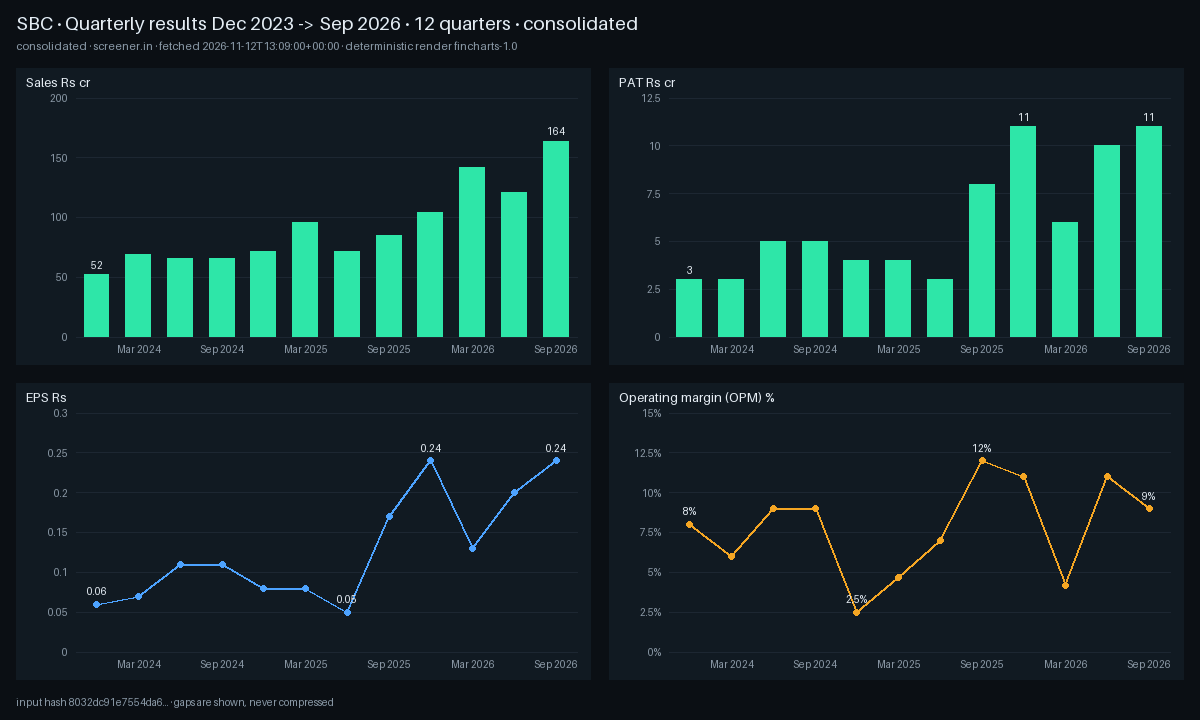 SBC · Quarterly results Dec 2023 -> Sep 2026 · 12 quarters · consolidated
consolidated · screener.in · fetched 2026-11-12T13:09:00+00:00 · deterministic render fincharts-1.0
Sales Rs cr
200
150
100
50
0
52
164
Mar 2024
Sep 2024
Mar 2025
Sep 2025
Mar 2026
Sep 2026
PAT Rs cr
12.5
10
7.5
5
2.5
0
3
11
11
Mar 2024
Sep 2024
Mar 2025
Sep 2025
Mar 2026
Sep 2026
EPS Rs
0.3
0.25
0.2
0.15
0.1
0.05
0
0.06
0.05
0.24
0.24
Mar 2024
Sep 2024
Mar 2025
Sep 2025
Mar 2026
Sep 2026
Operating margin (OPM) %
15%
12.5%
10%
7.5%
5%
2.5%
0%
8%
2.5%
12%
9%
Mar 2024
Sep 2024
Mar 2025
Sep 2025
Mar 2026
Sep 2026
input hash 8032dc91e7554da6… · gaps are shown, never compressed